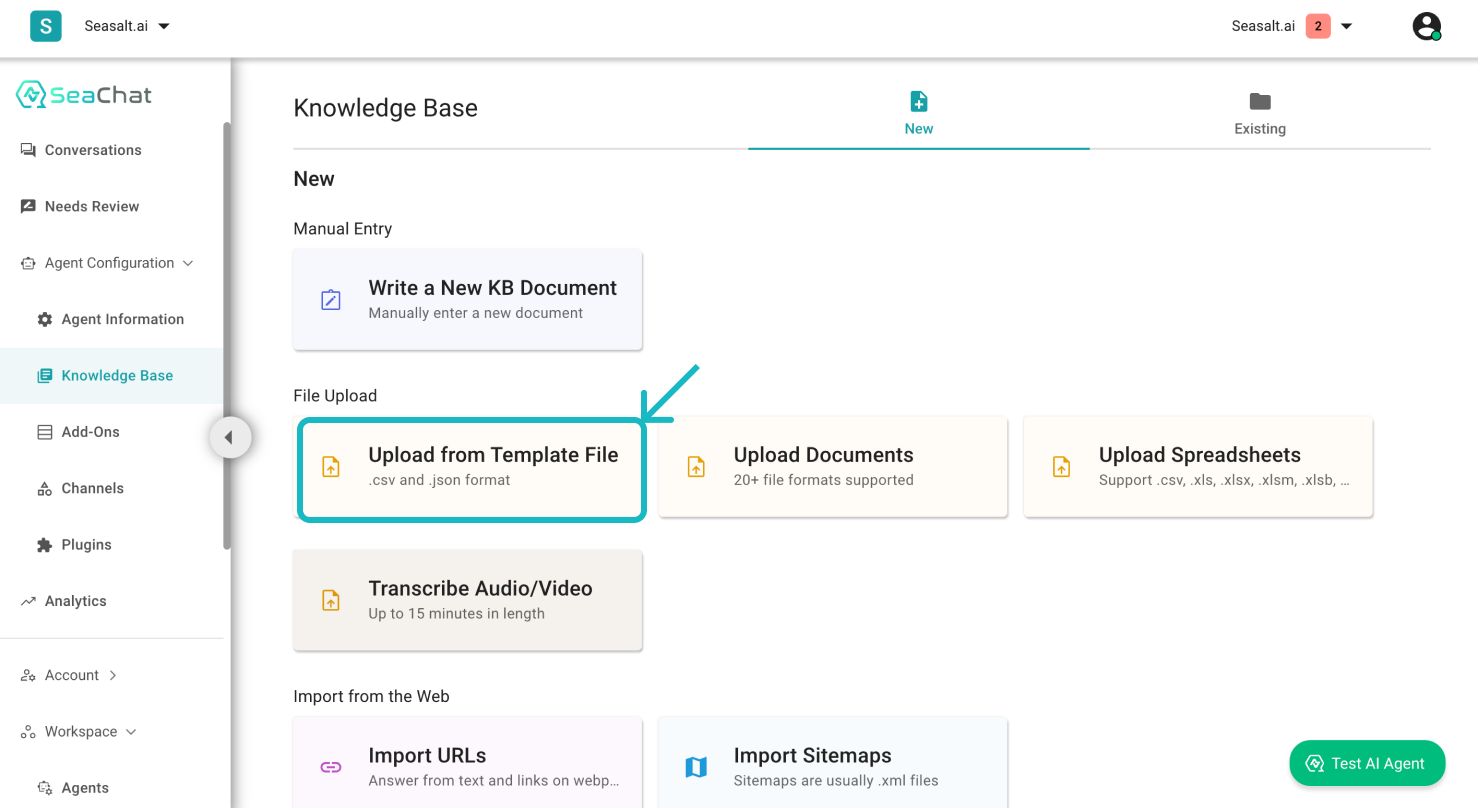 S
Seasalt.ai
Seasalt.ai
2
SeaChat
Conversations
Needs Review
Agent Configuration
Agent Information
Knowledge Base
Add-Ons
Channels
Plugins
Analytics
Account
Workspace
Agents
Knowledge Base
New
Existing
New
Manual Entry
Write a New KB Document
Manually enter a new document
File Upload
Upload from Template File
.csv and .json format
Upload Documents
20+ file formats supported
Upload Spreadsheets
Support .csv, .xls, .xlsx, .xlsm, .xlsb, ...
Transcribe Audio/Video
Up to 15 minutes in length
Import from the Web
Import URLs
Answer from text and links on webp...
Import Sitemaps
Sitemaps are usually .xml files
Test AI Agent